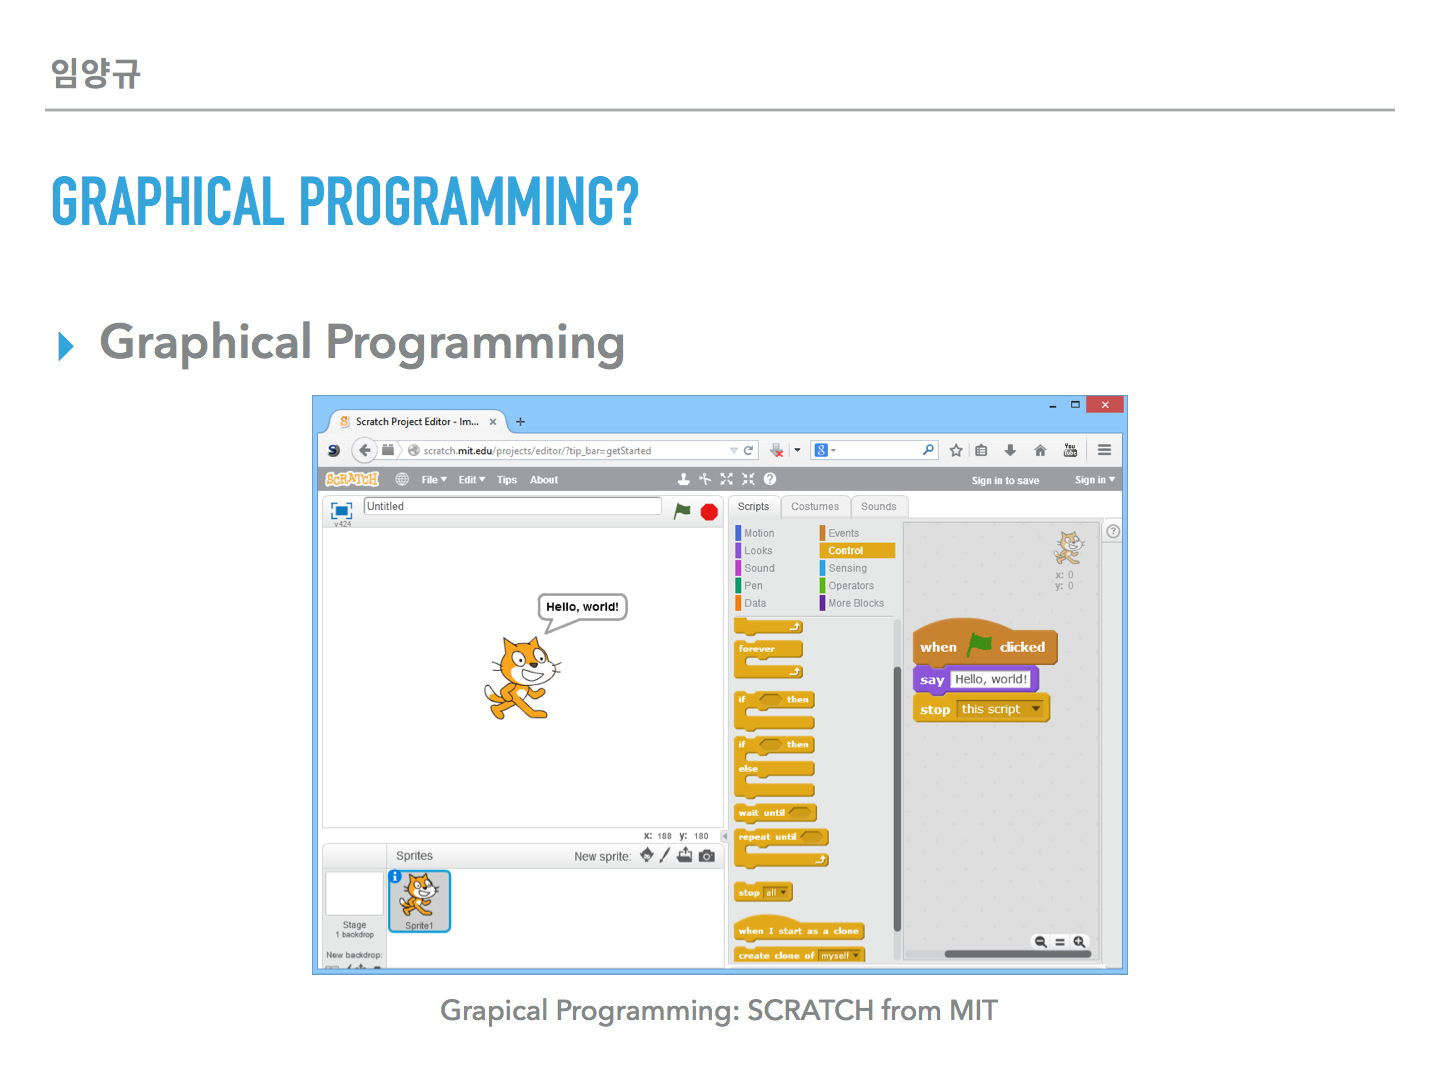 임양규
GRAPHICAL PROGRAMMING?
Graphical Programming
Scratch Project Editor - Im...
scratch.mit.edu/projects/editor/?tip_bar=getStarted
8
You Tube
SCRATCH File Edit Tips About Sign in to save Sign in
v424
Untitled
Hello, world!
x: 188 y: 180
Sprites New sprite:
Stage
1 backdrop
New backdrop:
Sprite1
Scripts Costumes Sounds
Motion Events
Looks Control
Sound Sensing
Pen Operators
Data More Blocks
forever
if then
if then
else
wait until
repeat until
stop all
when I start as a clone
create clone of myself
x: 0
y: 0
when clicked
say Hello, world!
stop this script
Grapical Programming: SCRATCH from MIT